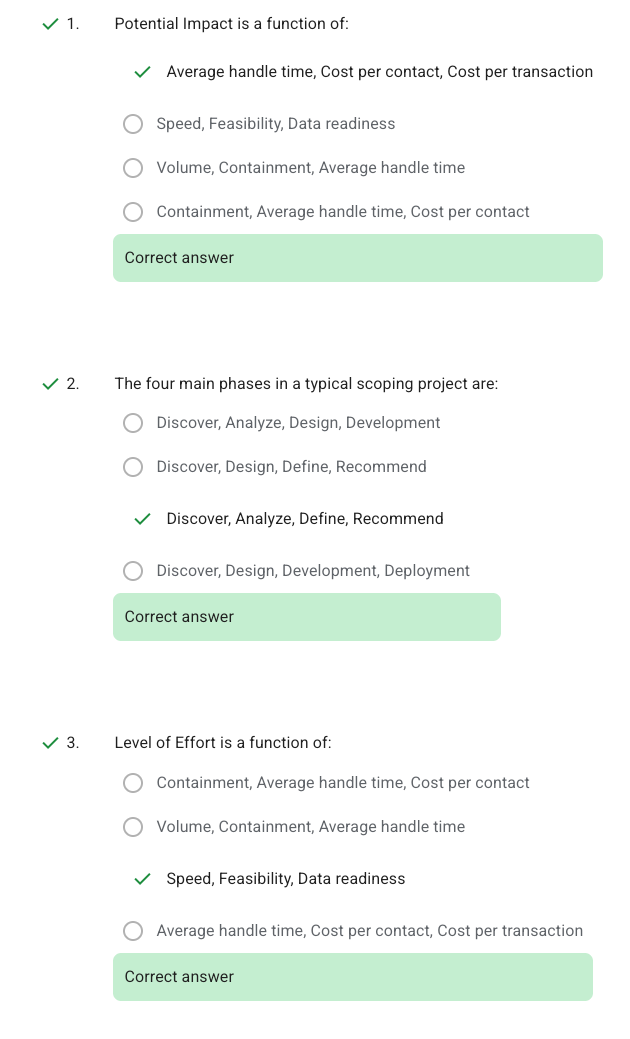 1. Potential Impact is a function of:
Average handle time, Cost per contact, Cost per transaction
Speed, Feasibility, Data readiness
Volume, Containment, Average handle time
Containment, Average handle time, Cost per contact
Correct answer
2. The four main phases in a typical scoping project are:
Discover, Analyze, Design, Development
Discover, Design, Define, Recommend
Discover, Analyze, Define, Recommend
Discover, Design, Development, Deployment
Correct answer
3. Level of Effort is a function of:
Containment, Average handle time, Cost per contact
Volume, Containment, Average handle time
Speed, Feasibility, Data readiness
Average handle time, Cost per contact, Cost per transaction
Correct answer